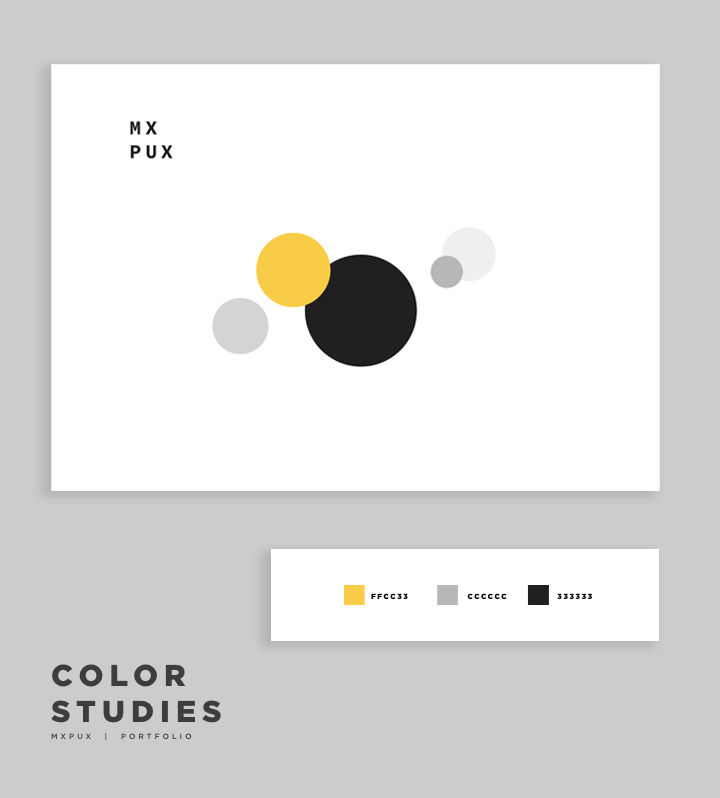 MX
PUX
FFCC33 CCCCCC 333333
COLOR
STUDIES
MXPUX | PORTFOLIO